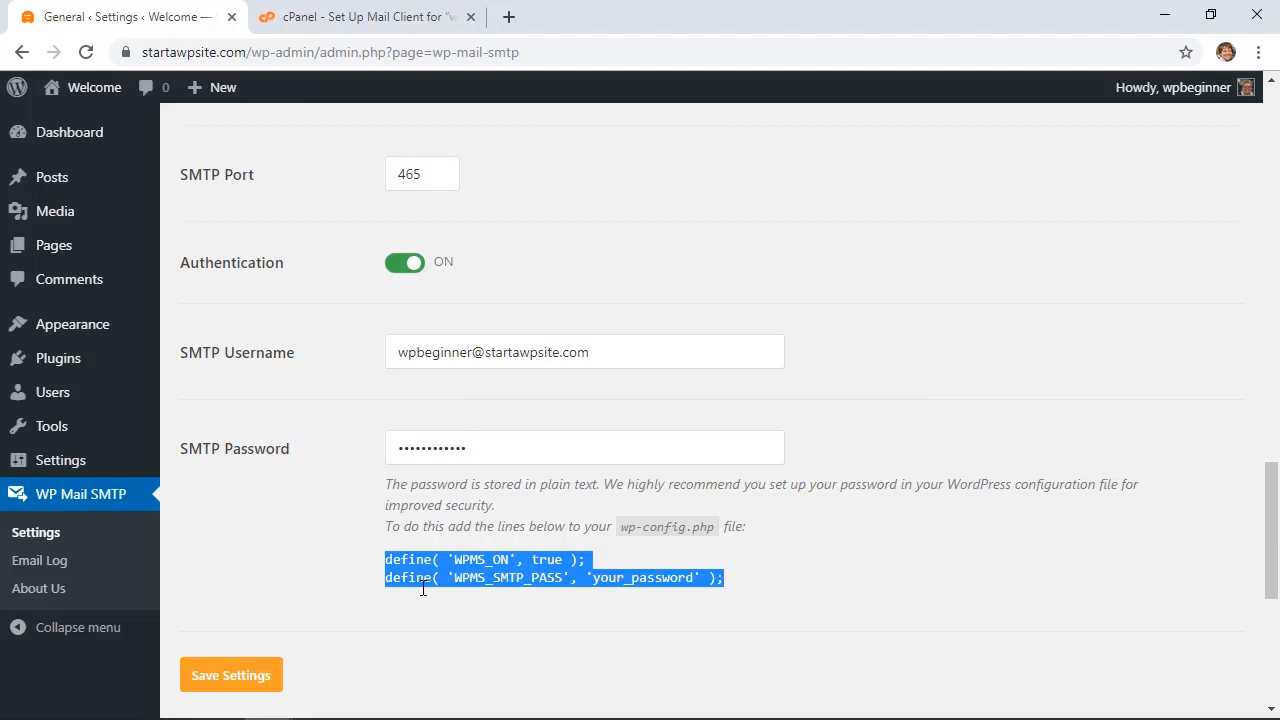 General ‹ Settings ‹ Welcome —
cPanel - Set Up Mail Client for "w
startawpsite.com/wp-admin/admin.php?page=wp-mail-smtp
Welcome
0
New
Howdy, wpbeginner
Dashboard
Posts
Media
Pages
Comments
Appearance
Plugins
Users
Tools
Settings
WP Mail SMTP
Settings
Email Log
About Us
Collapse menu
SMTP Port
465
Authentication
ON
SMTP Username
wpbeginner@startawpsite.com
SMTP Password
••••••••••••
The password is stored in plain text. We highly recommend you set up your password in your WordPress configuration file for
improved security.
To do this add the lines below to your wp-config.php file:
define( 'WPMS_ON', true );
define( 'WPMS_SMTP_PASS', 'your_password' );
Save Settings